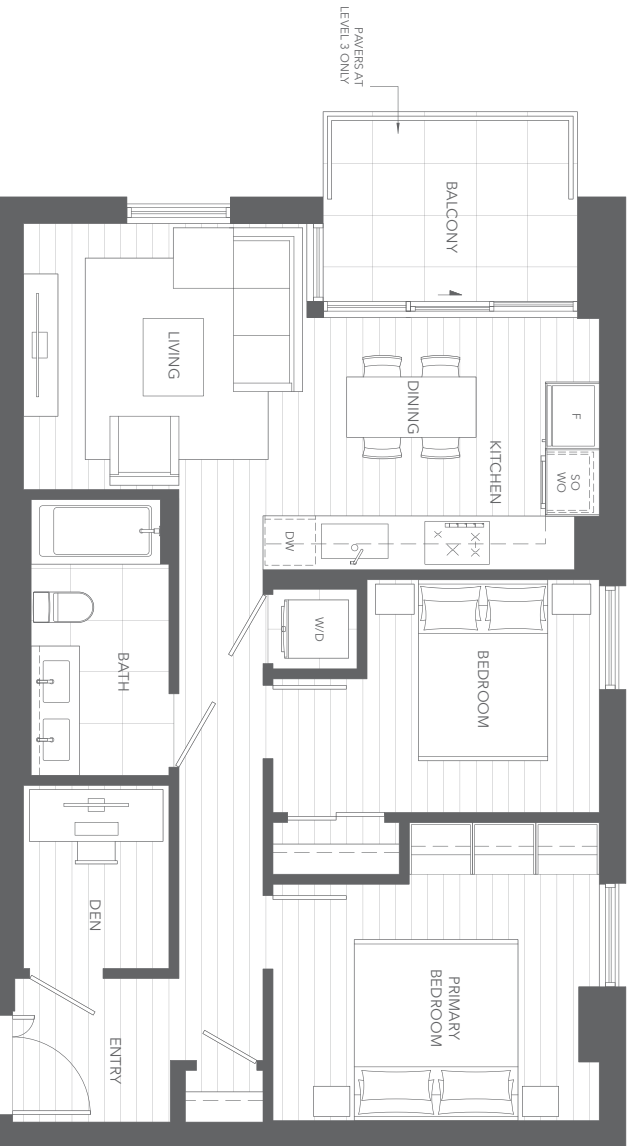 PAVERS AT
LEVEL 3 ONLY
BALCONY
LIVING
DINING
KITCHEN
F
SO
WO
DW
W/D
BATH
BEDROOM
DEN
PRIMARY
BEDROOM
ENTRY